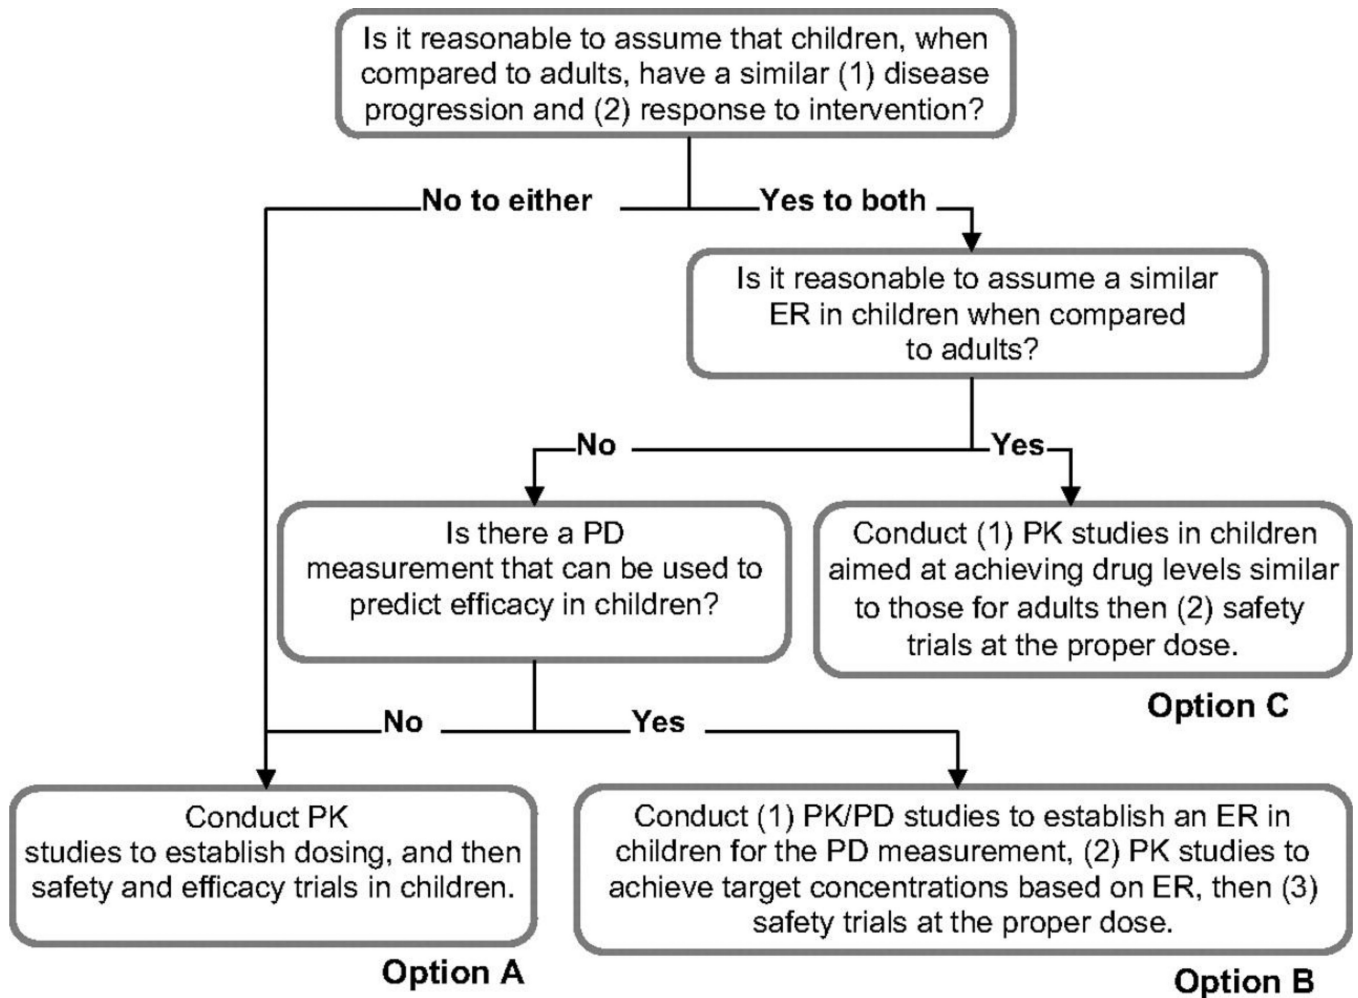 Is it reasonable to assume that children, when
compared to adults, have a similar (1) disease
progression and (2) response to intervention?
No to either
Yes to both
Is it reasonable to assume a similar
ER in children when compared
to adults?
No
Yes
Is there a PD
measurement that can be used to
predict efficacy in children?
Conduct (1) PK studies in children
aimed at achieving drug levels similar
to those for adults then (2) safety
trials at the proper dose.
Option C
No
Yes
Conduct PK
studies to establish dosing, and then
safety and efficacy trials in children.
Option A
Conduct (1) PK/PD studies to establish an ER in
children for the PD measurement, (2) PK studies to
achieve target concentrations based on ER, then (3)
safety trials at the proper dose.
Option B